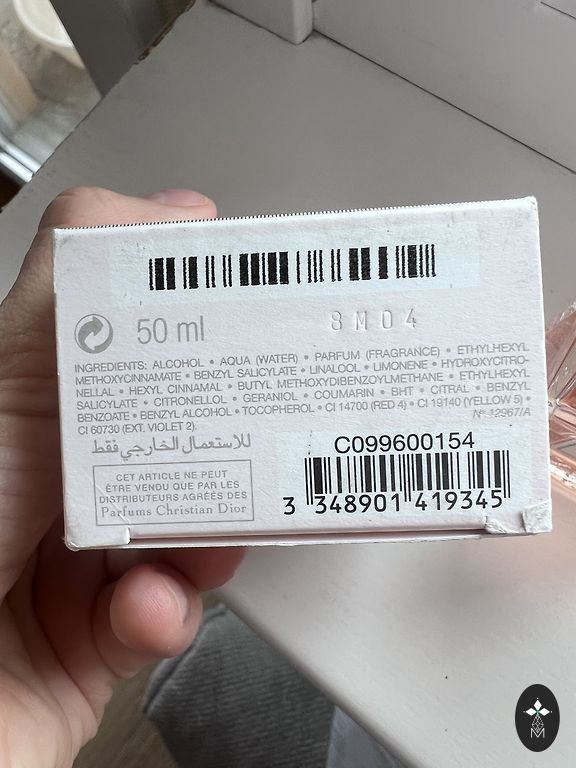 50 ml
8M04
INGREDIENTS: ALCOHOL • AQUA (WATER) • PARFUM (FRAGRANCE) • ETHYLHEXYL
METHOXYCINNAMATE • BENZYL SALICYLATE • LINALOOL • LIMONENE • HYDROXYCITRO-
NELLAL • HEXYL CINNAMAL • BUTYL METHOXYDIBENZOYLMETHANE • ETHYLHEXYL
SALICYLATE • CITRONELLOL • GERANIOL • COUMARIN • BHT • CITRAL • BENZYL
BENZOATE • BENZYL ALCOHOL • TOCOPHEROL • CI 14700 (RED 4) • CI 19140 (YELLOW 5) •
CI 60730 (EXT. VIOLET 2).
N° 12967/A
للاستعمال الخارجي فقط
CET ARTICLE NE PEUT
ÊTRE VENDU QUE PAR LES
DISTRIBUTEURS AGRÉÉS DES
Parfums Christian Dior
C099600154
3 348901 419345
M